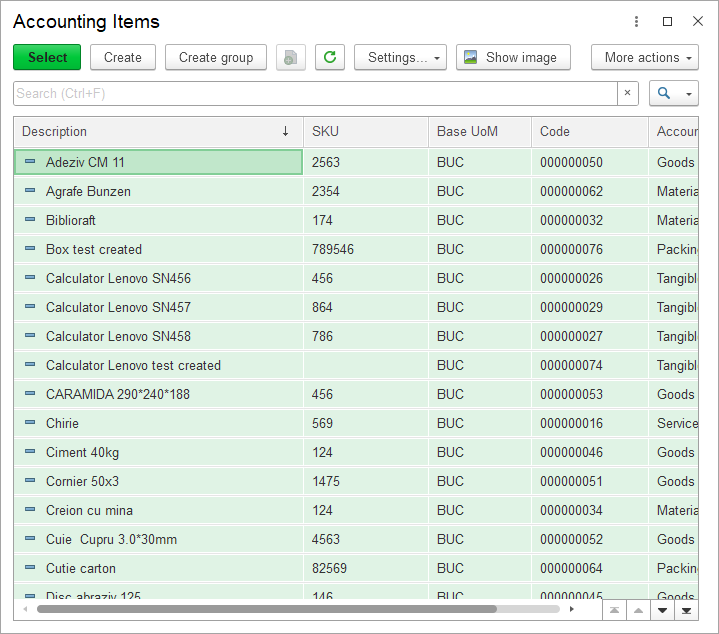 Accounting Items
Select Create Create group Settings... Show image More actions
Search (Ctrl+F) ×
Description ↓ SKU Base UoM Code Accoun
Adeziv CM 11 2563 BUC 000000050 Goods
Agrafe Bunzen 2354 BUC 000000062 Materia
Biblioraft 174 BUC 000000032 Materia
Box test created 789546 BUC 000000076 Packin
Calculator Lenovo SN456 456 BUC 000000026 Tangibl
Calculator Lenovo SN457 864 BUC 000000029 Tangibl
Calculator Lenovo SN458 786 BUC 000000027 Tangibl
Calculator Lenovo test created BUC 000000074 Tangibl
CARAMIDA 290*240*188 456 BUC 000000053 Goods
Chirie 569 BUC 000000016 Service
Ciment 40kg 124 BUC 000000046 Goods
Cornier 50x3 1475 BUC 000000051 Goods
Creion cu mina 124 BUC 000000034 Materia
Cuie Cupru 3.0*30mm 4563 BUC 000000052 Goods
Cutie carton 82569 BUC 000000064 Packin
Disc abraziv 125 146 BUC 000000045 Goods